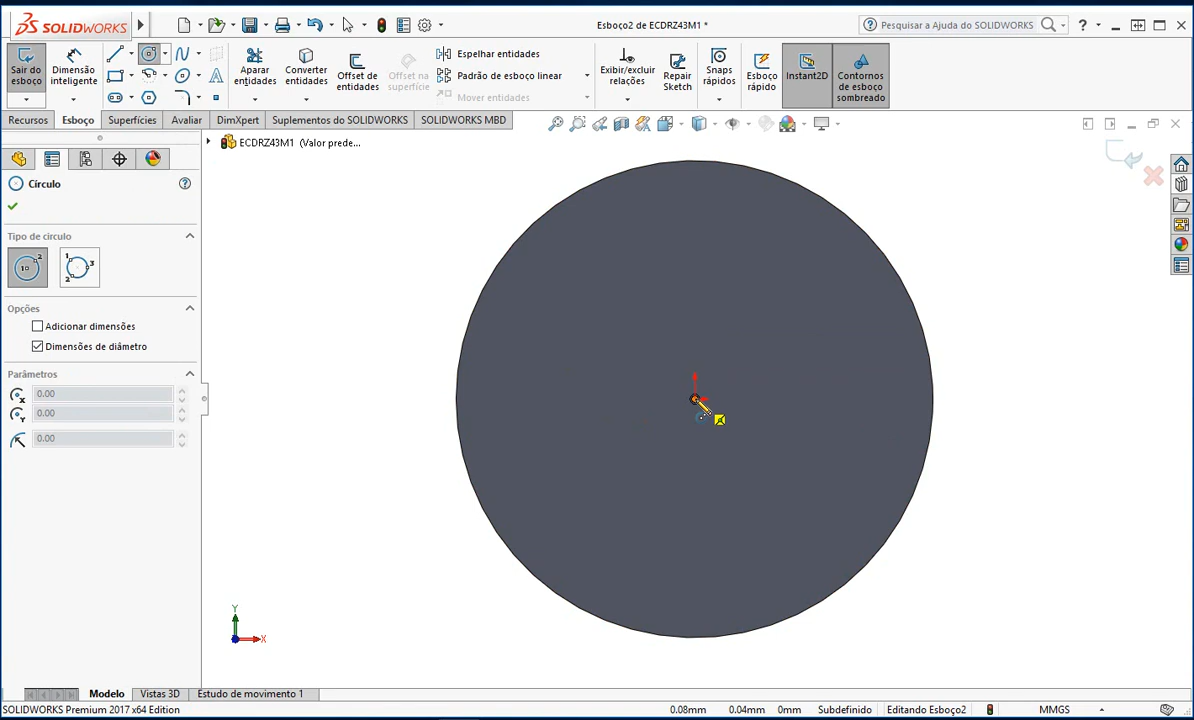 SOLIDWORKS
Esboço2 de ECDRZ43M1 *
Pesquisar a Ajuda do SOLIDWORKS
Sair do esboço
Dimensão inteligente
Aparar entidades
Converter entidades
Offset de entidades
Offset na superfície
Espelhar entidades
Padrão de esboço linear
Mover entidades
Exibir/excluir relações
Repair Sketch
Snaps rápidos
Esboço rápido
Instant2D
Contornos de esboço sombreado
Recursos
Esboço
Superfícies
Avaliar
DimXpert
Suplementos do SOLIDWORKS
SOLIDWORKS MBD
ECDRZ43M1 (Valor prede...
Círculo
Tipo de círculo
Opções
Adicionar dimensões
Dimensões de diâmetro
Parâmetros
0.00
0.00
0.00
Y
X
Modelo
Vistas 3D
Estudo de movimento 1
SOLIDWORKS Premium 2017 x64 Edition
0.08mm
0.04mm
0mm
Subdefinido
Editando Esboço2
MMGS